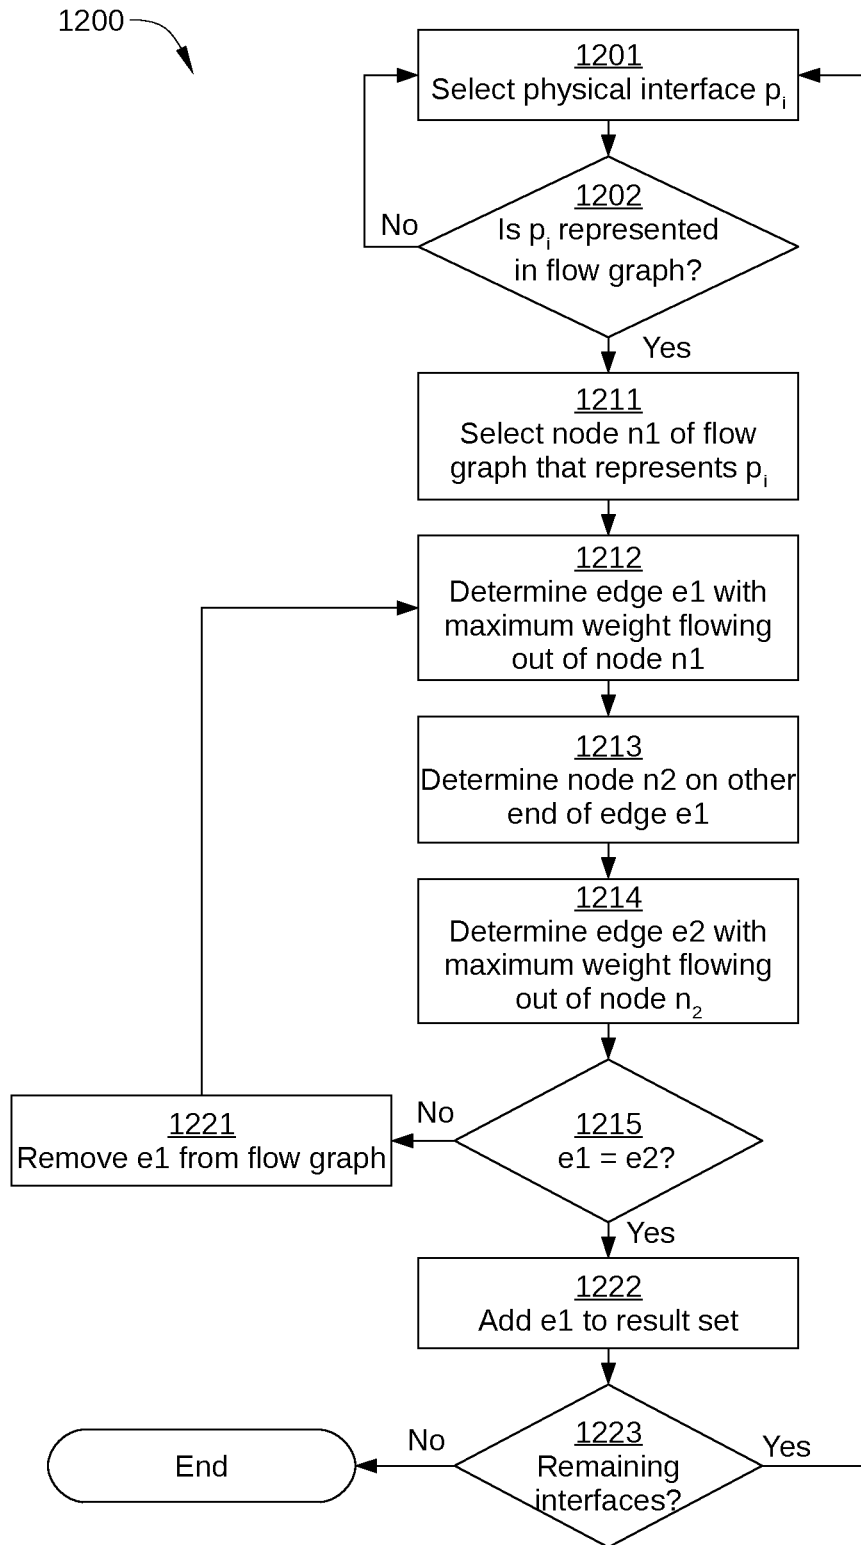 1200
1201
Select physical interface pi
1202
Is pi represented
in flow graph?
No
Yes
1211
Select node n1 of flow
graph that represents pi
1212
Determine edge e1 with
maximum weight flowing
out of node n1
1213
Determine node n2 on other
end of edge e1
1214
Determine edge e2 with
maximum weight flowing
out of node n2
1215
e1 = e2?
No
1221
Remove e1 from flow graph
Yes
1222
Add e1 to result set
1223
Remaining
interfaces?
No
Yes
End